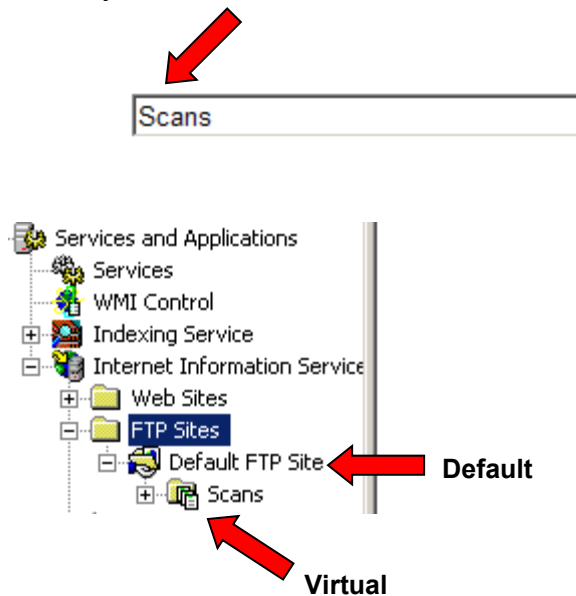 Scans
Services and Applications
Services
WMI Control
Indexing Service
Internet Information Service
Web Sites
FTP Sites
Default FTP Site
Default
Scans
Virtual